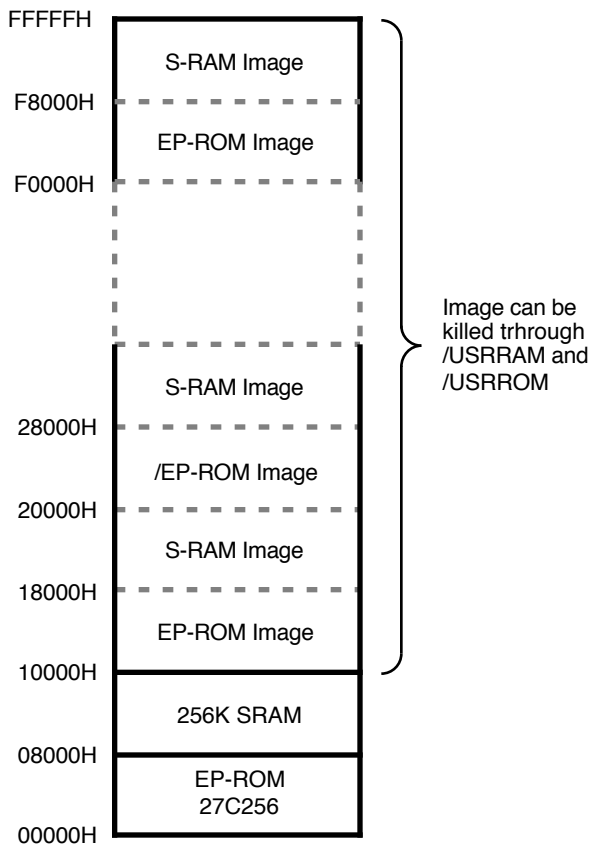 FFFFFH
S-RAM Image
F8000H
EP-ROM Image
F0000H
Image can be
killed trhrough
/USRRAM and
/USRROM
S-RAM Image
28000H
/EP-ROM Image
20000H
S-RAM Image
18000H
EP-ROM Image
10000H
256K SRAM
08000H
EP-ROM
27C256
00000H